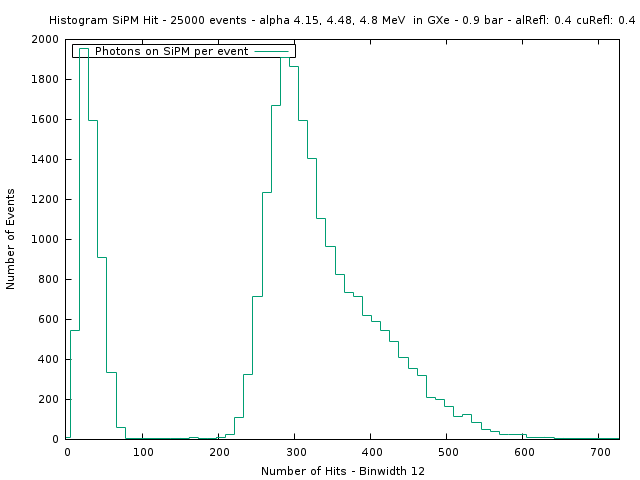 Histogram SiPM Hit - 25000 events - alpha 4.15, 4.48, 4.8 MeV  in GXe - 0.9 bar - alRefl: 0.4 cuRefl: 0.4
Photons on SiPM per event
2000
1800
1600
1400
1200
1000
800
600
400
200
0
Number of Events
0 100 200 300 400 500 600 700
Number of Hits - Binwidth 12